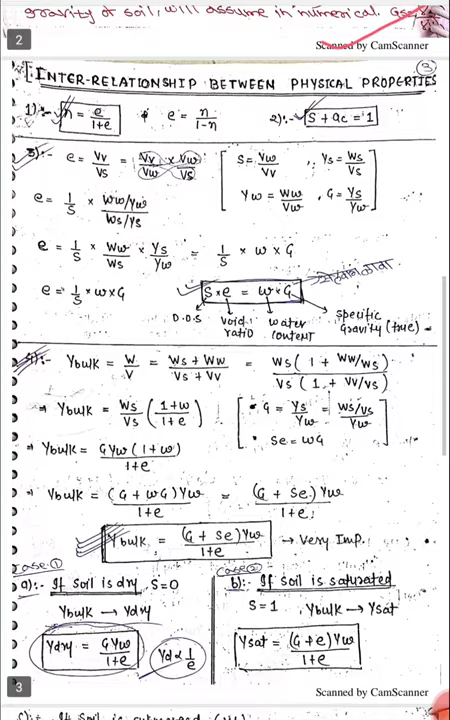 gravity of soil, will assume in numerical. Gs =
2
Scanned by CamScanner
3
INTER-RELATIONSHIP BETWEEN PHYSICAL PROPERTIES
1):- n = e/(1+e) & e = n/(1-n) 2):- S + ac = 1
3):- e = Vv/Vs = Vv/Vw × Vw/Vs [ S = Vw/Vv , γs = Ws/Vs
γw = Ww/Vw , G = γs/γw ]
e = 1/S × (Ww/γw)/(Ws/γs)
e = 1/S × Ww/Ws × γs/γw = 1/S × w × G
e = 1/S × w × G S×e = w×G
D.O.S void ratio water content specific gravity (true)
4):- γbulk = W/V = (Ws + Ww)/(Vs + Vv) = Ws(1 + Ww/Ws)/Vs(1 + Vv/Vs)
⇒ γbulk = Ws/Vs ((1+w)/(1+e)) [ • G = γs/γw = (Ws/Vs)/γw
• Se = wG ]
⇒ γbulk = Gγw(1+w)/(1+e)
⇒ γbulk = (G + wG)γw/(1+e) = (G + Se)γw/(1+e)
γbulk = (G + Se)γw/(1+e) → Very Imp.
Case-① Case②
a):- If soil is dry, S=0 b):- If soil is saturated
γbulk → γdry S=1 , γbulk → γsat
γdry = Gγw/(1+e) γd ∝ 1/e γsat = (G+e)γw/(1+e)
3
Scanned by CamScanner